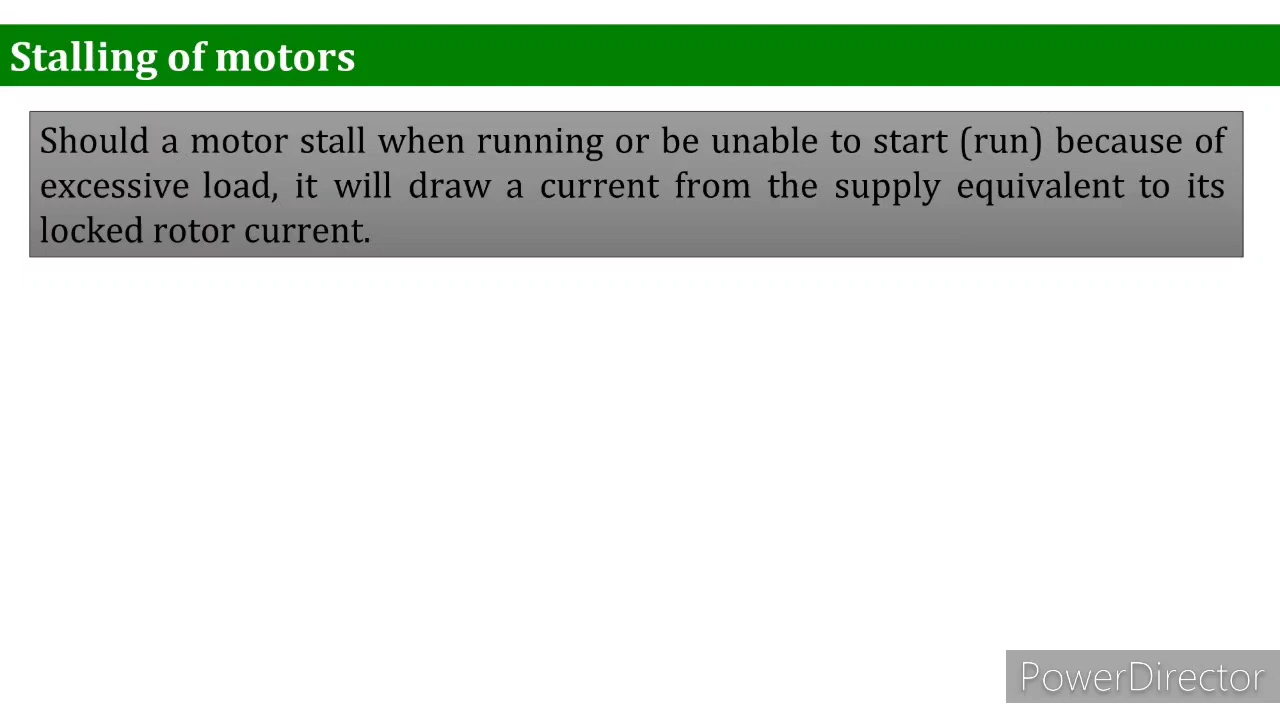 Stalling of motors
Should a motor stall when running or be unable to start (run) because of
excessive load, it will draw a current from the supply equivalent to its
locked rotor current.
PowerDirector